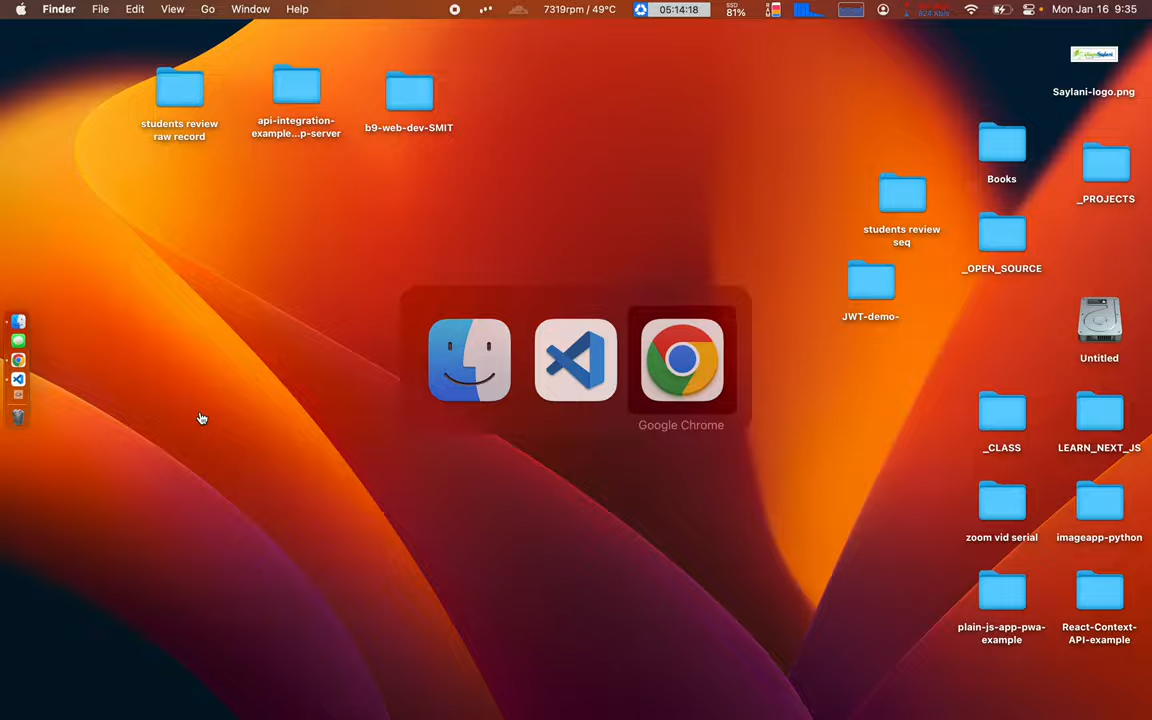 Finder File Edit View Go Window Help 7319rpm / 49°C 05:14:18 SSD 81% Mon Jan 16 9:35
Saylani-logo.png
students review
raw record
api-integration-
example...p-server
b9-web-dev-SMIT
Books
_PROJECTS
students review
seq
_OPEN_SOURCE
JWT-demo-
Untitled
Google Chrome
_CLASS
LEARN_NEXT_JS
zoom vid serial
imageapp-python
plain-js-app-pwa-
example
React-Context-
API-example